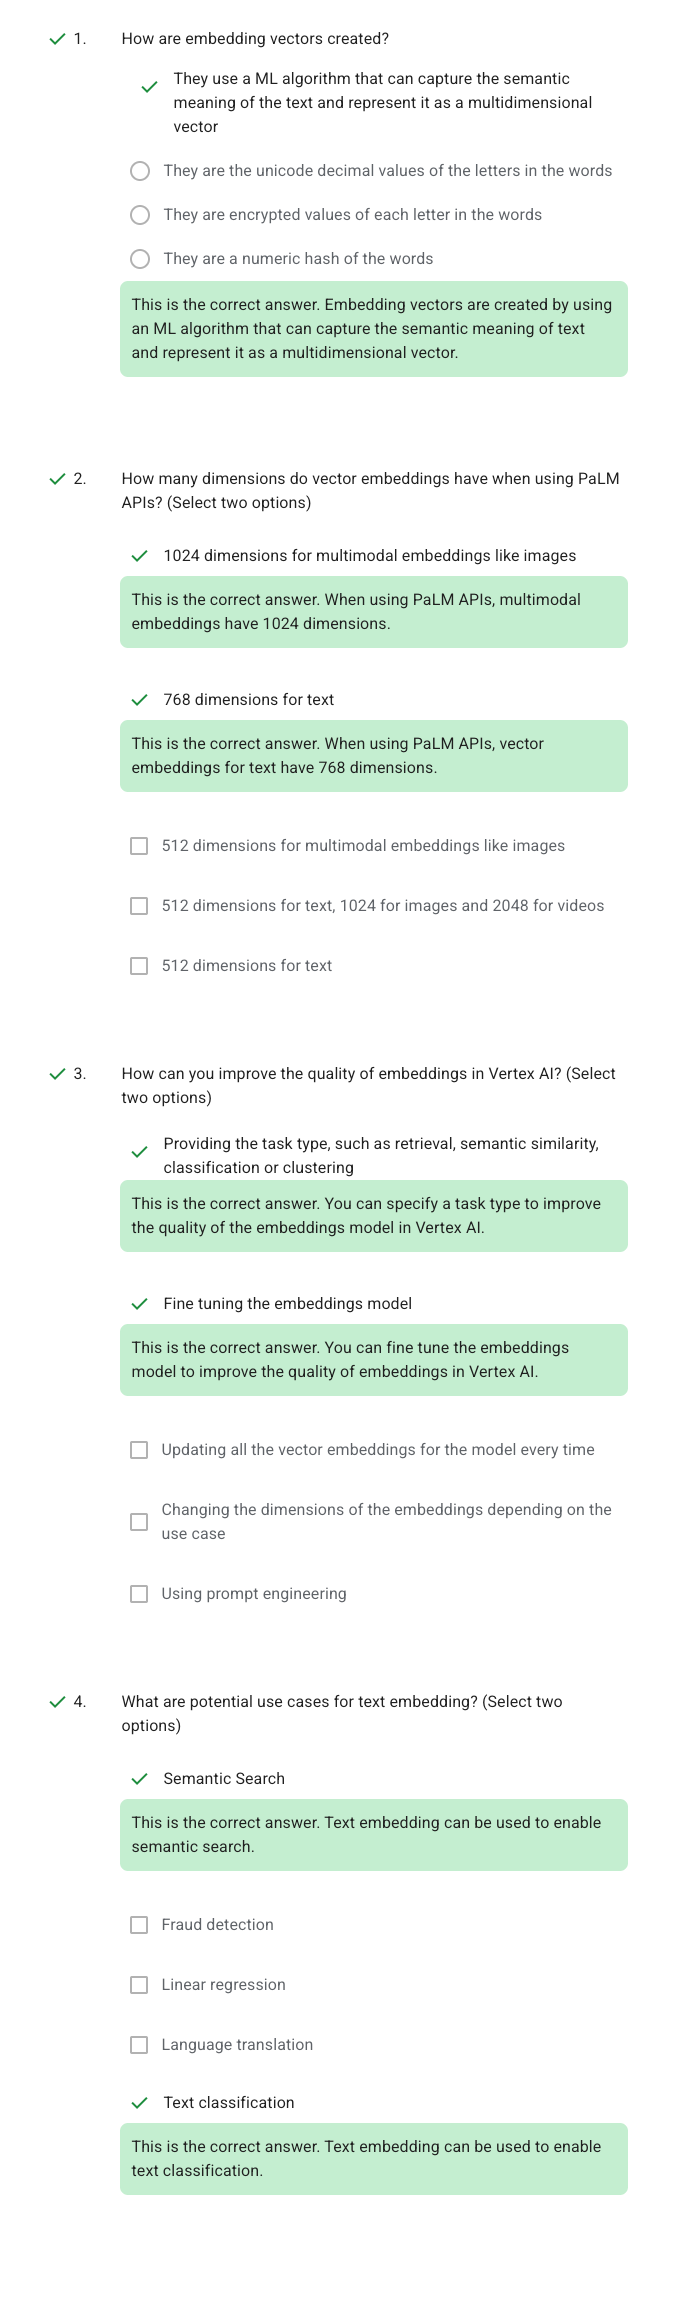 1. How are embedding vectors created?
They use a ML algorithm that can capture the semantic
meaning of the text and represent it as a multidimensional
vector
They are the unicode decimal values of the letters in the words
They are encrypted values of each letter in the words
They are a numeric hash of the words
This is the correct answer. Embedding vectors are created by using
an ML algorithm that can capture the semantic meaning of text
and represent it as a multidimensional vector.
2. How many dimensions do vector embeddings have when using PaLM
APIs? (Select two options)
1024 dimensions for multimodal embeddings like images
This is the correct answer. When using PaLM APIs, multimodal
embeddings have 1024 dimensions.
768 dimensions for text
This is the correct answer. When using PaLM APIs, vector
embeddings for text have 768 dimensions.
512 dimensions for multimodal embeddings like images
512 dimensions for text, 1024 for images and 2048 for videos
512 dimensions for text
3. How can you improve the quality of embeddings in Vertex AI? (Select
two options)
Providing the task type, such as retrieval, semantic similarity,
classification or clustering
This is the correct answer. You can specify a task type to improve
the quality of the embeddings model in Vertex AI.
Fine tuning the embeddings model
This is the correct answer. You can fine tune the embeddings
model to improve the quality of embeddings in Vertex AI.
Updating all the vector embeddings for the model every time
Changing the dimensions of the embeddings depending on the
use case
Using prompt engineering
4. What are potential use cases for text embedding? (Select two
options)
Semantic Search
This is the correct answer. Text embedding can be used to enable
semantic search.
Fraud detection
Linear regression
Language translation
Text classification
This is the correct answer. Text embedding can be used to enable
text classification.